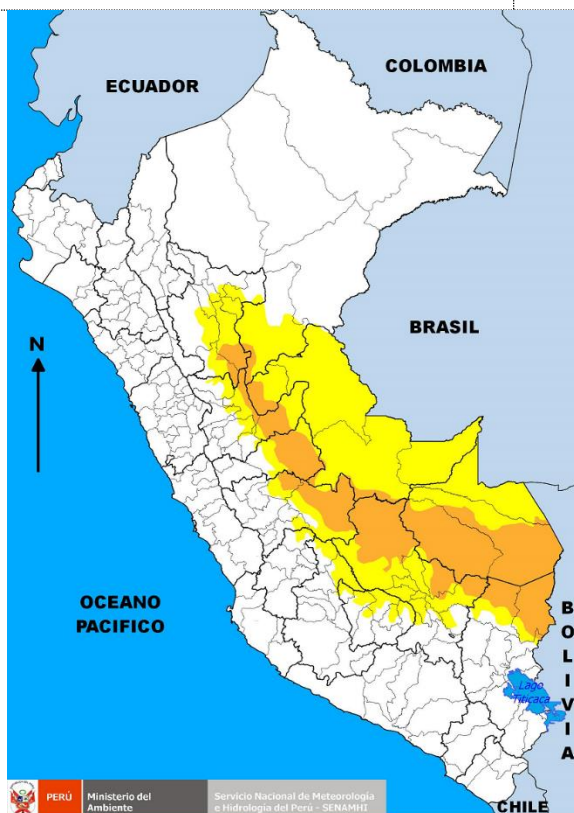 COLOMBIA
ECUADOR
BRASIL
N
OCEANO
PACIFICO
BOLIVIA
Lago
Titicaca
CHILE
PERÚ
Ministerio del
Ambiente
Servicio Nacional de Meteorología
e Hidrología del Perú - SENAMHI